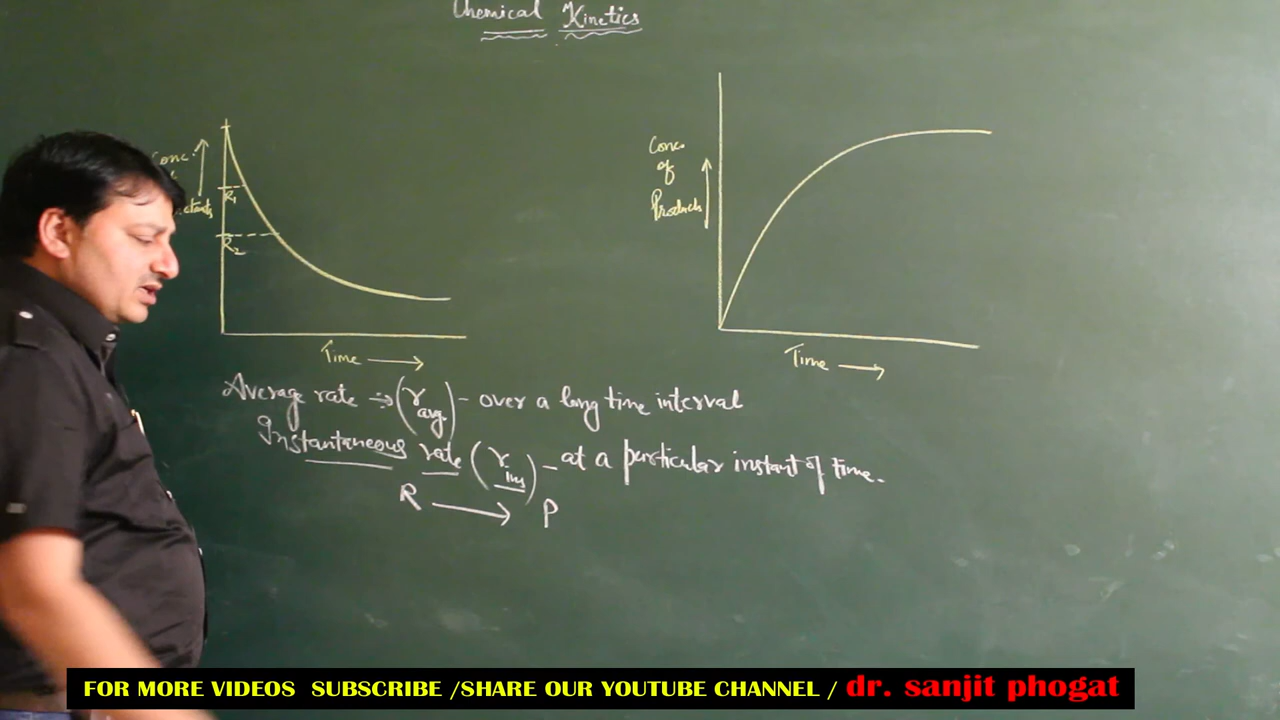 Chemical Kinetics
Conc.
R₁
R₂
Time ⟶
Conc.
of
Products
Time ⟶
Average rate ⇒ (r avg.) - over a long time interval
Instantaneous rate (r ins) - at a particular instant of time.
R ⟶ P
FOR MORE VIDEOS SUBSCRIBE /SHARE OUR YOUTUBE CHANNEL / dr. sanjit phogat